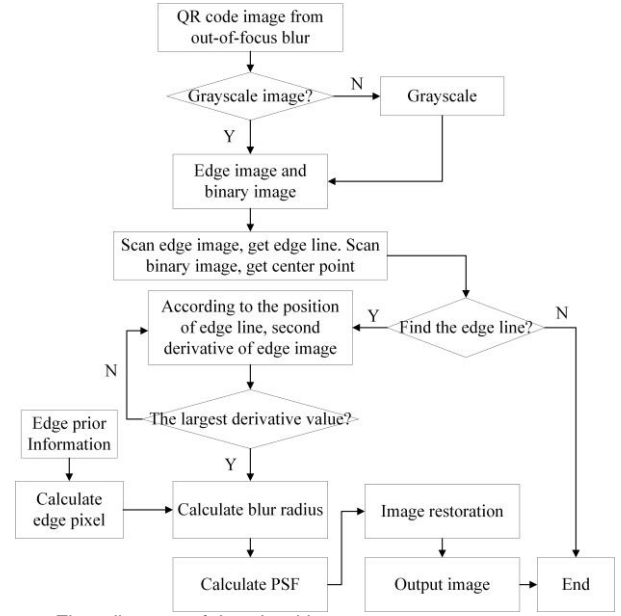 QR code image from
out-of-focus blur
Grayscale image?
N
Grayscale
Y
Edge image and
binary image
Scan edge image, get edge line. Scan
binary image, get center point
According to the position
of edge line, second
derivative of edge image
Y
Find the edge line?
N
N
The largest derivative value?
Edge prior
Information
Y
Calculate
edge pixel
Calculate blur radius
Image restoration
Calculate PSF
Output image
End